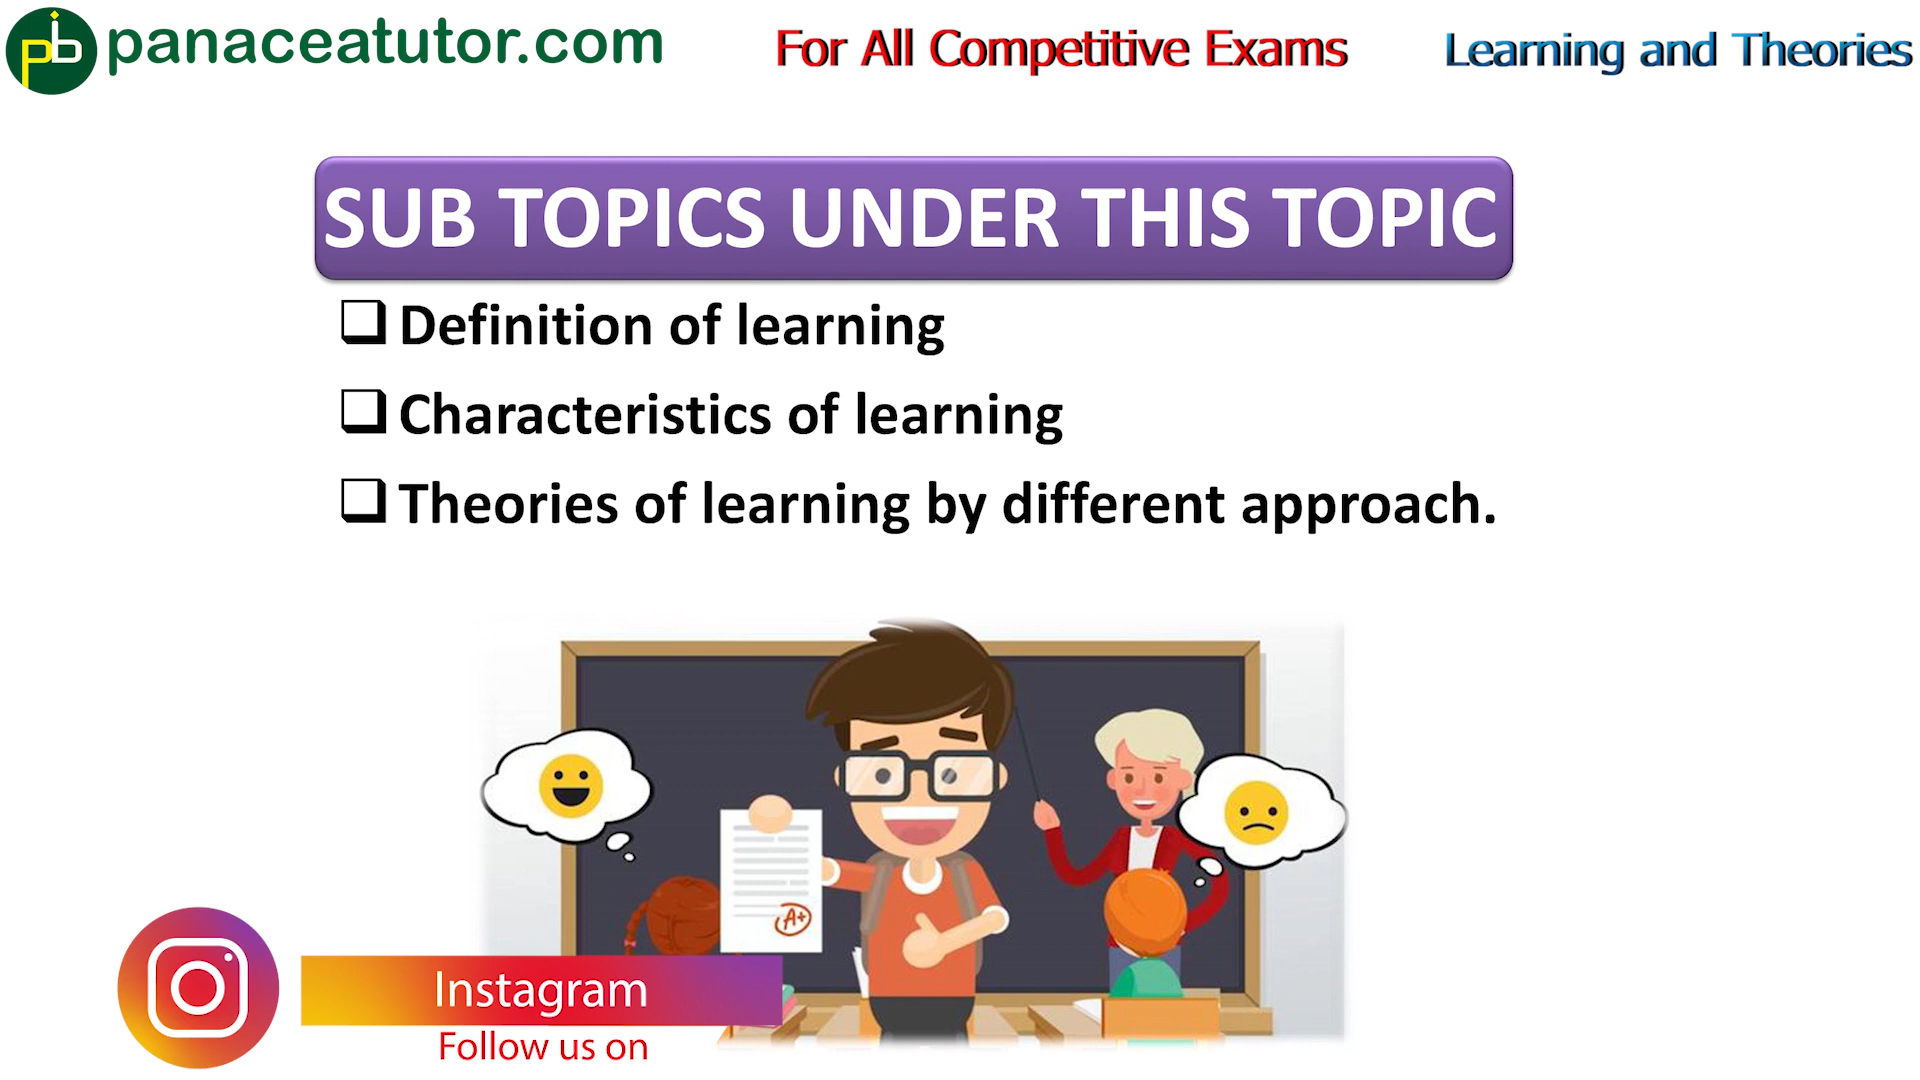 pb panaceatutor.com
For All Competitive Exams
Learning and Theories
SUB TOPICS UNDER THIS TOPIC
Definition of learning
Characteristics of learning
Theories of learning by different approach.
A+
Instagram
Follow us on